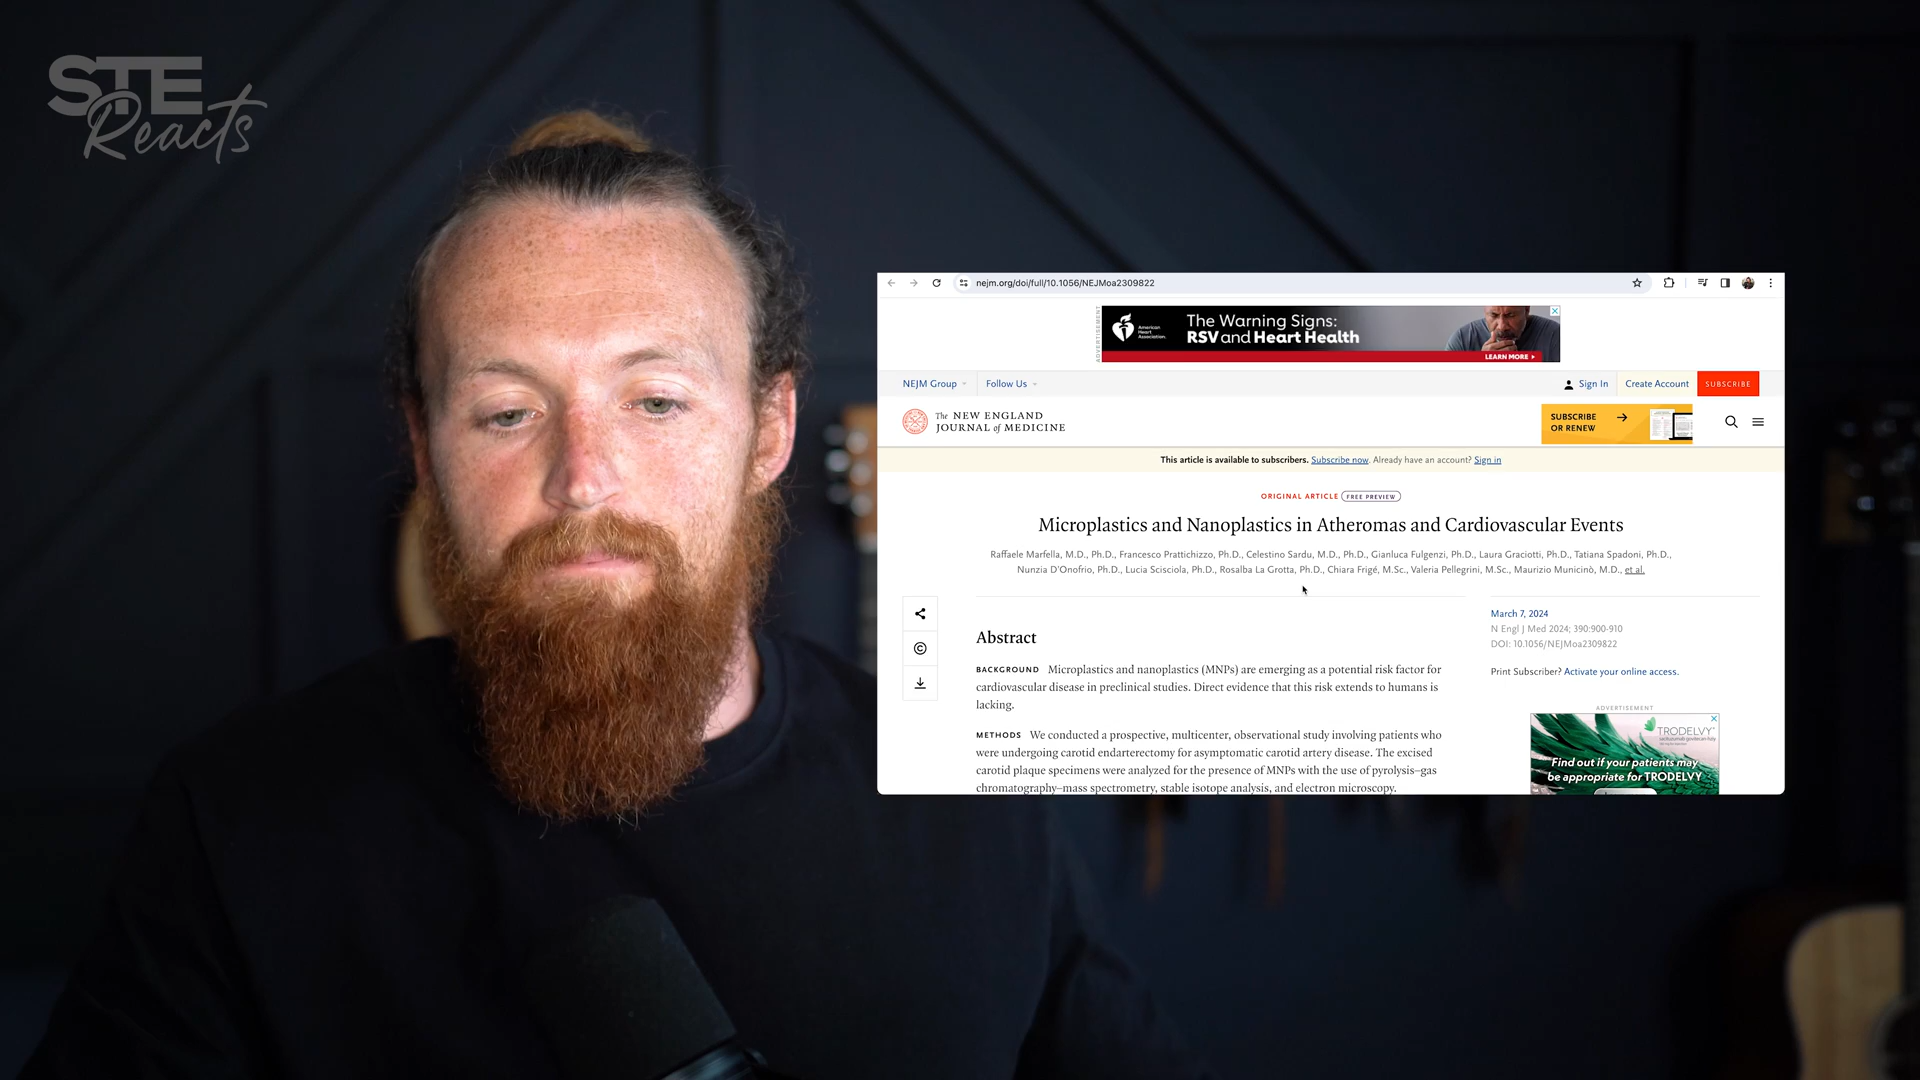 STE
Reacts
nejm.org/doi/full/10.1056/NEJMoa2309822
ADVERTISEMENT
American
Heart
Association.
The Warning Signs:
RSV and Heart Health
LEARN MORE
NEJM Group
Follow Us
Sign In
Create Account
SUBSCRIBE
The NEW ENGLAND
JOURNAL of MEDICINE
SUBSCRIBE
OR RENEW
This article is available to subscribers. Subscribe now. Already have an account? Sign in
ORIGINAL ARTICLE FREE PREVIEW
Microplastics and Nanoplastics in Atheromas and Cardiovascular Events
Raffaele Marfella, M.D., Ph.D., Francesco Prattichizzo, Ph.D., Celestino Sardu, M.D., Ph.D., Gianluca Fulgenzi, Ph.D., Laura Graciotti, Ph.D., Tatiana Spadoni, Ph.D.,
Nunzia D'Onofrio, Ph.D., Lucia Scisciola, Ph.D., Rosalba La Grotta, Ph.D., Chiara Frigé, M.Sc., Valeria Pellegrini, M.Sc., Maurizio Municinò, M.D., et al.
Abstract
BACKGROUND Microplastics and nanoplastics (MNPs) are emerging as a potential risk factor for
cardiovascular disease in preclinical studies. Direct evidence that this risk extends to humans is
lacking.
METHODS We conducted a prospective, multicenter, observational study involving patients who
were undergoing carotid endarterectomy for asymptomatic carotid artery disease. The excised
carotid plaque specimens were analyzed for the presence of MNPs with the use of pyrolysis–gas
chromatography–mass spectrometry, stable isotope analysis, and electron microscopy.
March 7, 2024
N Engl J Med 2024; 390:900-910
DOI: 10.1056/NEJMoa2309822
Print Subscriber? Activate your online access.
ADVERTISEMENT
TRODELVY
Find out if your patients may
be appropriate for TRODELVY